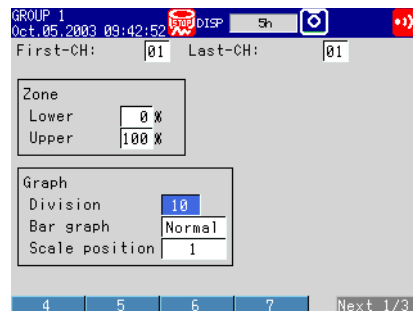 GROUP 1
Oct.05.2003 09:42:52 STOP DISP 5h
First-CH: 01 Last-CH: 01
Zone
Lower 0 %
Upper 100 %
Graph
Division 10
Bar graph Normal
Scale position 1
4 5 6 7 Next 1/3